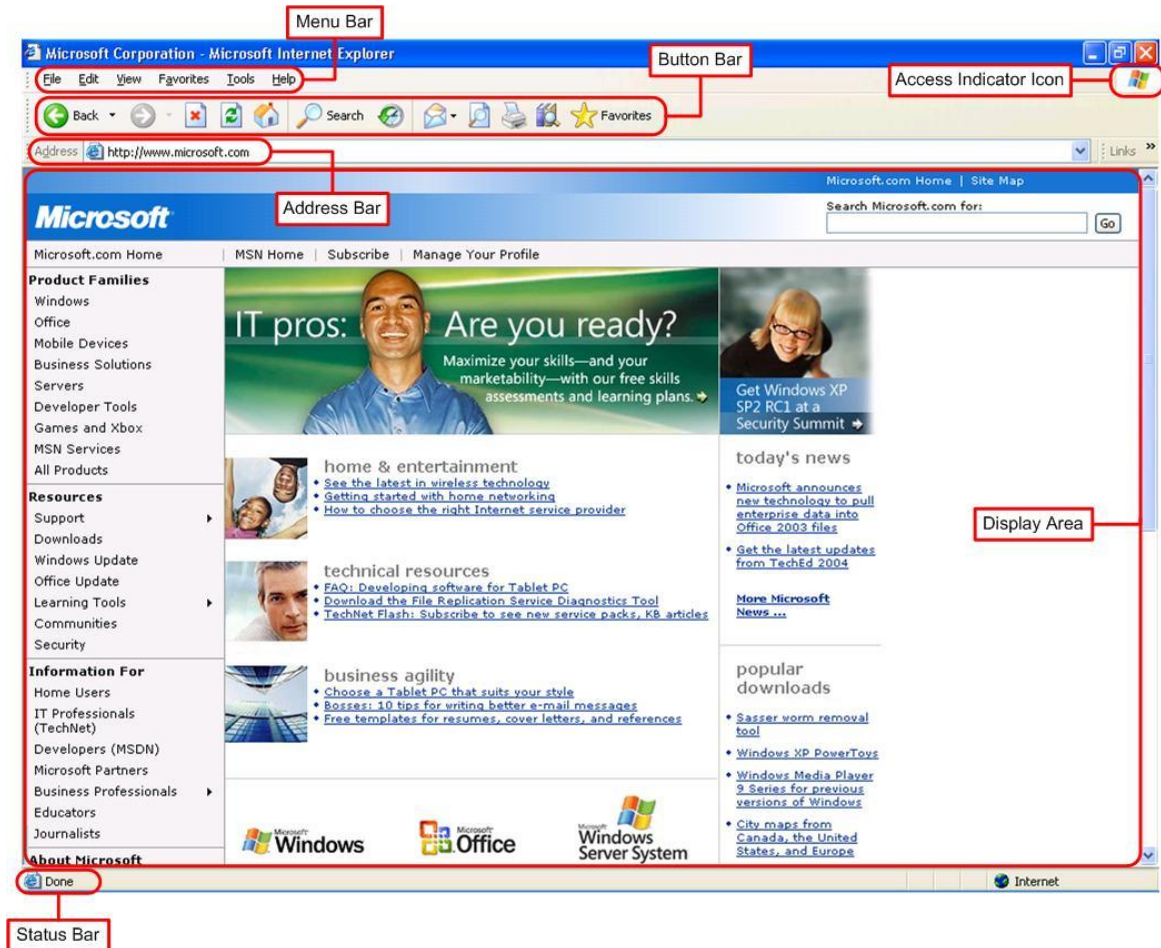 Menu Bar
Microsoft Corporation - Microsoft Internet Explorer
Button Bar
File Edit View Favorites Tools Help
Access Indicator Icon
Back Search Favorites
Address http://www.microsoft.com Links »
Address Bar
Microsoft.com Home | Site Map
Microsoft
Search Microsoft.com for:
Go
Microsoft.com Home | MSN Home | Subscribe | Manage Your Profile
Product Families
Windows
Office
Mobile Devices
Business Solutions
Servers
Developer Tools
Games and Xbox
MSN Services
All Products
Resources
Support
Downloads
Windows Update
Office Update
Learning Tools
Communities
Security
Information For
Home Users
IT Professionals
(TechNet)
Developers (MSDN)
Microsoft Partners
Business Professionals
Educators
Journalists
About Microsoft
IT pros: Are you ready?
Maximize your skills—and your
marketability—with our free skills
assessments and learning plans.
home & entertainment
• See the latest in wireless technology
• Getting started with home networking
• How to choose the right Internet service provider
technical resources
• FAQ: Developing software for Tablet PC
• Download the File Replication Service Diagnostics Tool
• TechNet Flash: Subscribe to see new service packs, KB articles
business agility
• Choose a Tablet PC that suits your style
• Bosses: 10 tips for writing better e-mail messages
• Free templates for resumes, cover letters, and references
Microsoft Windows
Microsoft Office
Microsoft
Windows
Server System
Get Windows XP
SP2 RC1 at a
Security Summit
today's news
• Microsoft announces
new technology to pull
enterprise data into
Office 2003 files
• Get the latest updates
from TechEd 2004
More Microsoft
News ...
popular
downloads
• Sasser worm removal
tool
• Windows XP PowerToys
• Windows Media Player
9 Series for previous
versions of Windows
• City maps from
Canada, the United
States, and Europe
Display Area
Done Internet
Status Bar